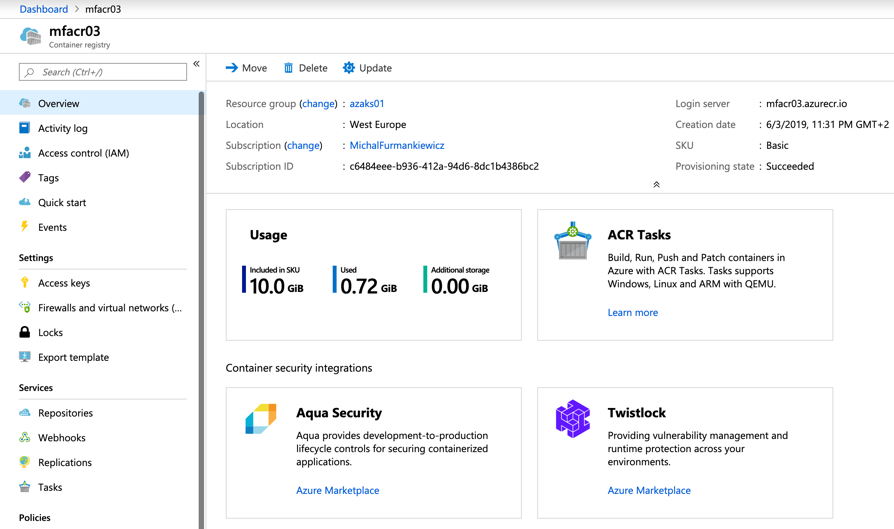 Dashboard > mfacr03
mfacr03
Container registry
«
Search (Ctrl+/)
Overview
Activity log
Access control (IAM)
Tags
Quick start
Events
Settings
Access keys
Firewalls and virtual networks (...
Locks
Export template
Services
Repositories
Webhooks
Replications
Tasks
Policies
Move Delete Update
Resource group (change) : azaks01
Location : West Europe
Subscription (change) : MichalFurmankiewicz
Subscription ID : c6484eee-b936-412a-94d6-8dc1b4386bc2
Login server : mfacr03.azurecr.io
Creation date : 6/3/2019, 11:31 PM GMT+2
SKU : Basic
Provisioning state : Succeeded
Usage
Included in SKU
10.0 GiB
Used
0.72 GiB
Additional storage
0.00 GiB
ACR Tasks
Build, Run, Push and Patch containers in
Azure with ACR Tasks. Tasks supports
Windows, Linux and ARM with QEMU.
Learn more
Container security integrations
Aqua Security
Aqua provides development-to-production
lifecycle controls for securing containerized
applications.
Azure Marketplace
Twistlock
Providing vulnerability management and
runtime protection across your
environments.
Azure Marketplace